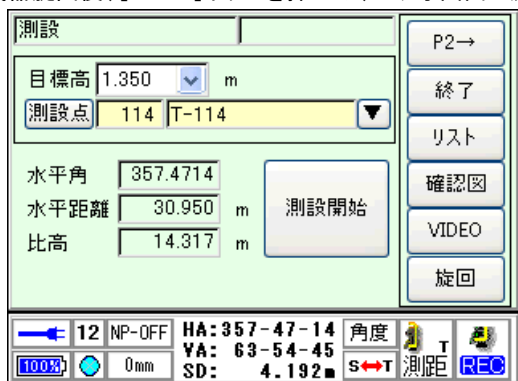 測設
P2→
目標高 1.350 m
終了
測設点 114 T-114
リスト
水平角 357.4714
確認図
水平距離 30.950 m
測設開始
比高 14.317 m
VIDEO
旋回
12 NP-OFF HA:357-47-14 角度
VA: 63-54-45
100% 0mm SD: 4.192m S↔T 測距 T REC